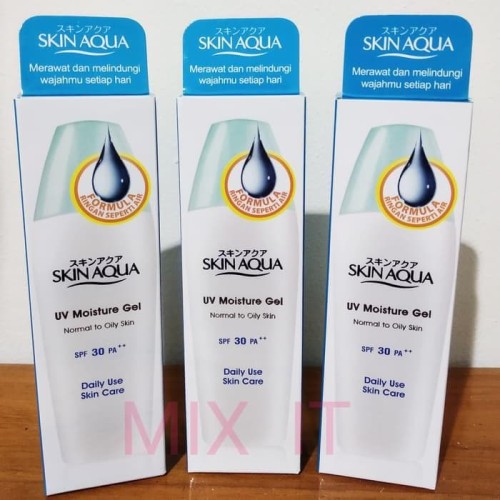 スキンアクア
SKIN AQUA
Merawat dan melindungi
wajahmu setiap hari
FORMULA
RINGAN SEPERTI AIR
スキンアクア
SKIN AQUA
UV Moisture Gel
Normal to Oily Skin
SPF 30 PA++
Daily Use
Skin Care
スキンアクア
SKIN AQUA
Merawat dan melindungi
wajahmu setiap hari
FORMULA
RINGAN SEPERTI AIR
スキンアクア
SKIN AQUA
UV Moisture Gel
Normal to Oily Skin
SPF 30 PA++
Daily Use
Skin Care
スキンアクア
SKIN AQUA
Merawat dan melindungi
wajahmu setiap hari
FORMULA
RINGAN SEPERTI AIR
スキンアクア
SKIN AQUA
UV Moisture Gel
Normal to Oily Skin
SPF 30 PA++
Daily Use
Skin Care
MIX IT